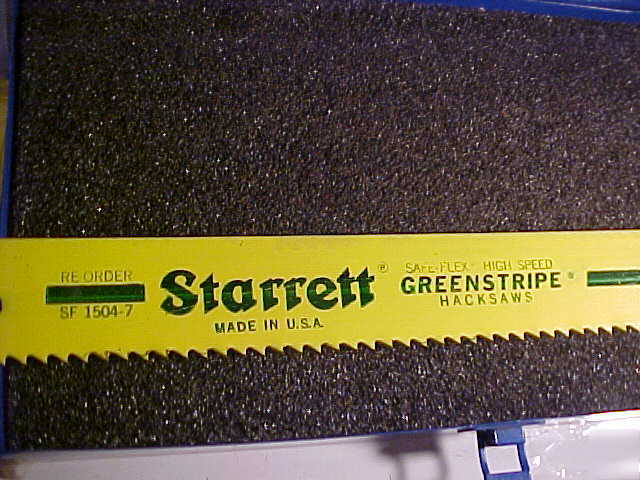 RE ORDER
SF 1504-7
Starrett®
MADE IN U.S.A.
SAFE-FLEX HIGH SPEED
GREENSTRIPE®
HACKSAWS